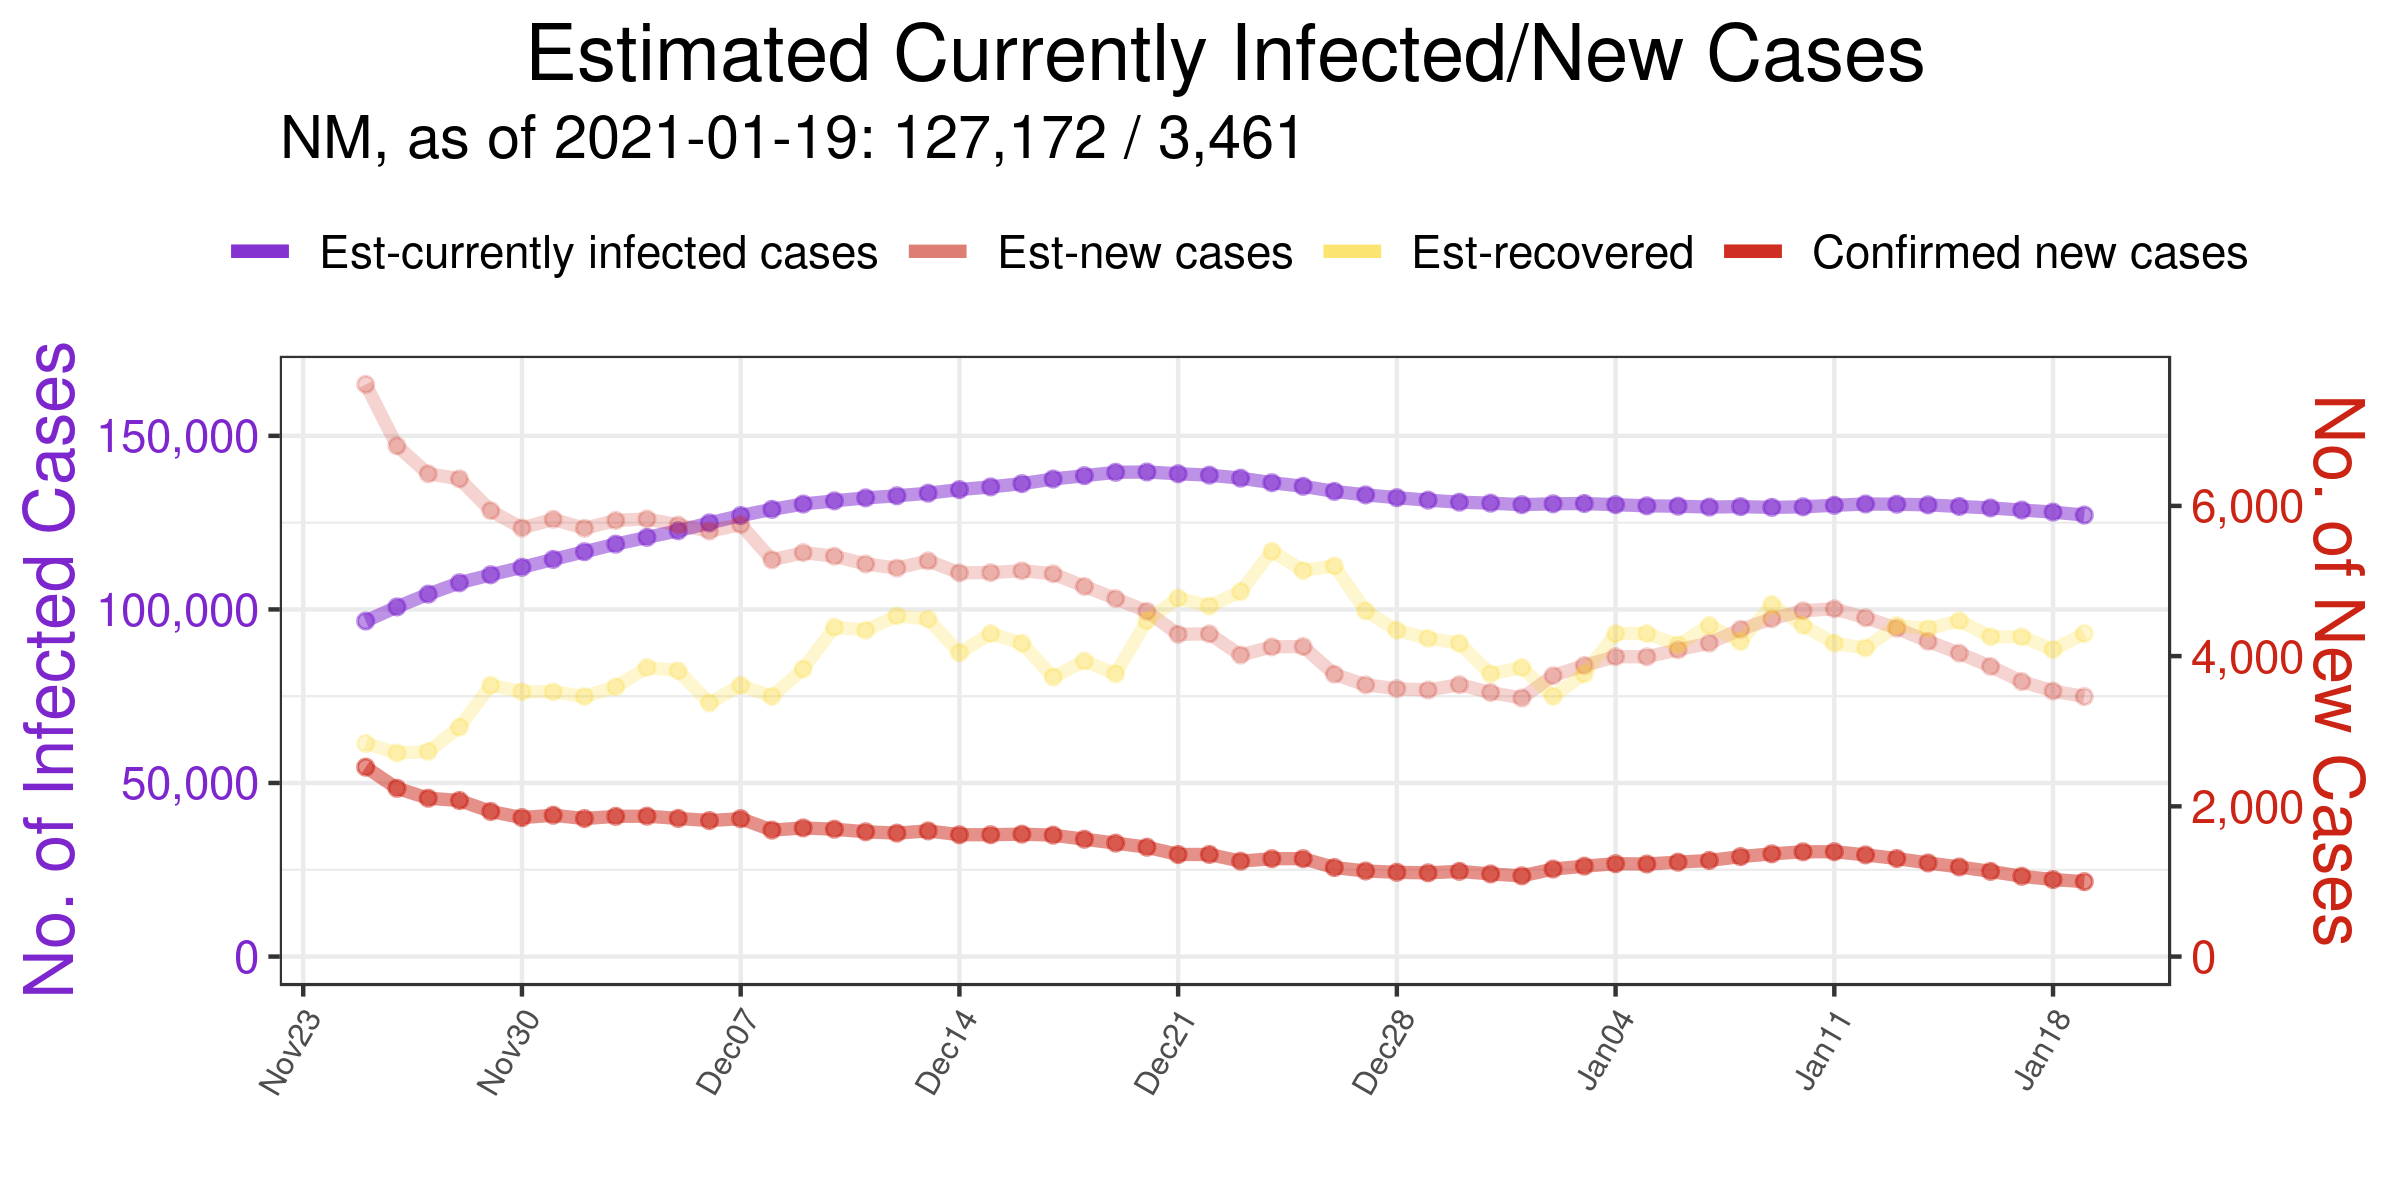 Estimated Currently Infected/New Cases
NM, as of 2021-01-19: 127,172 / 3,461
Est-currently infected cases Est-new cases Est-recovered Confirmed new cases
No. of Infected Cases
150,000
100,000
50,000
0
6,000
4,000
2,000
0
No. of New Cases
Nov23 Nov30 Dec07 Dec14 Dec21 Dec28 Jan04 Jan11 Jan18